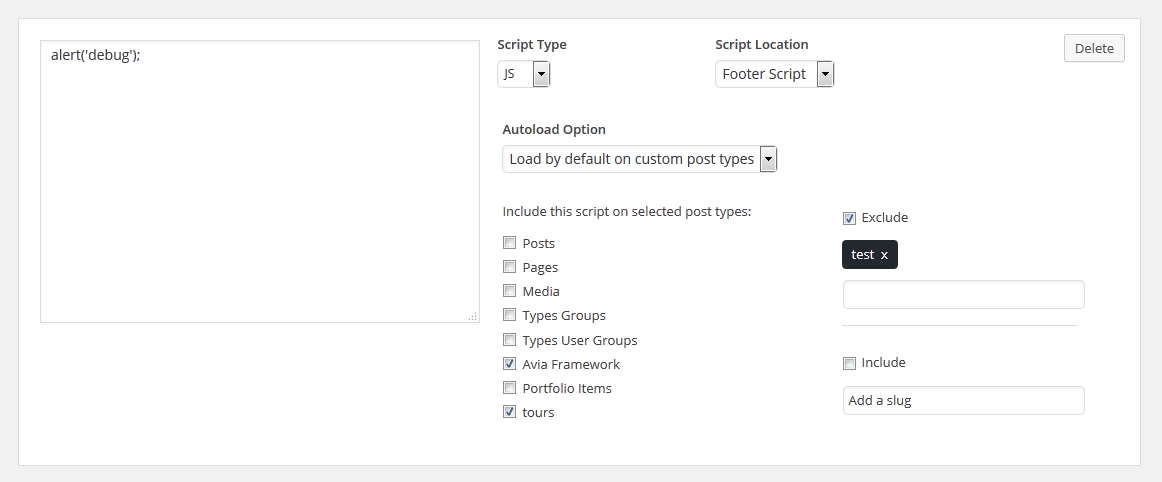 alert('debug');
Script Type
JS
Script Location
Footer Script
Delete
Autoload Option
Load by default on custom post types
Include this script on selected post types:
Posts
Pages
Media
Types Groups
Types User Groups
Avia Framework
Portfolio Items
tours
Exclude
test x
Include
Add a slug